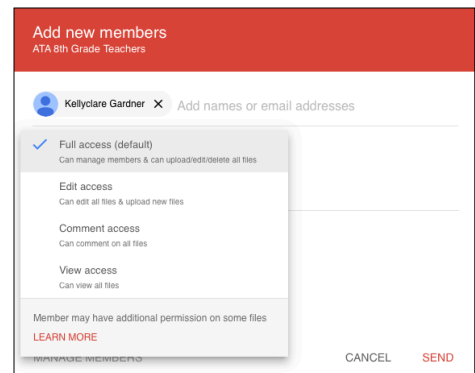 Add new members
ATA 8th Grade Teachers
Kellyclare Gardner X Add names or email addresses
Full access (default)
Can manage members & can upload/edit/delete all files
Edit access
Can edit all files & upload new files
Comment access
Can comment on all files
View access
Can view all files
Member may have additional permission on some files
LEARN MORE
MANAGE MEMBERS CANCEL SEND